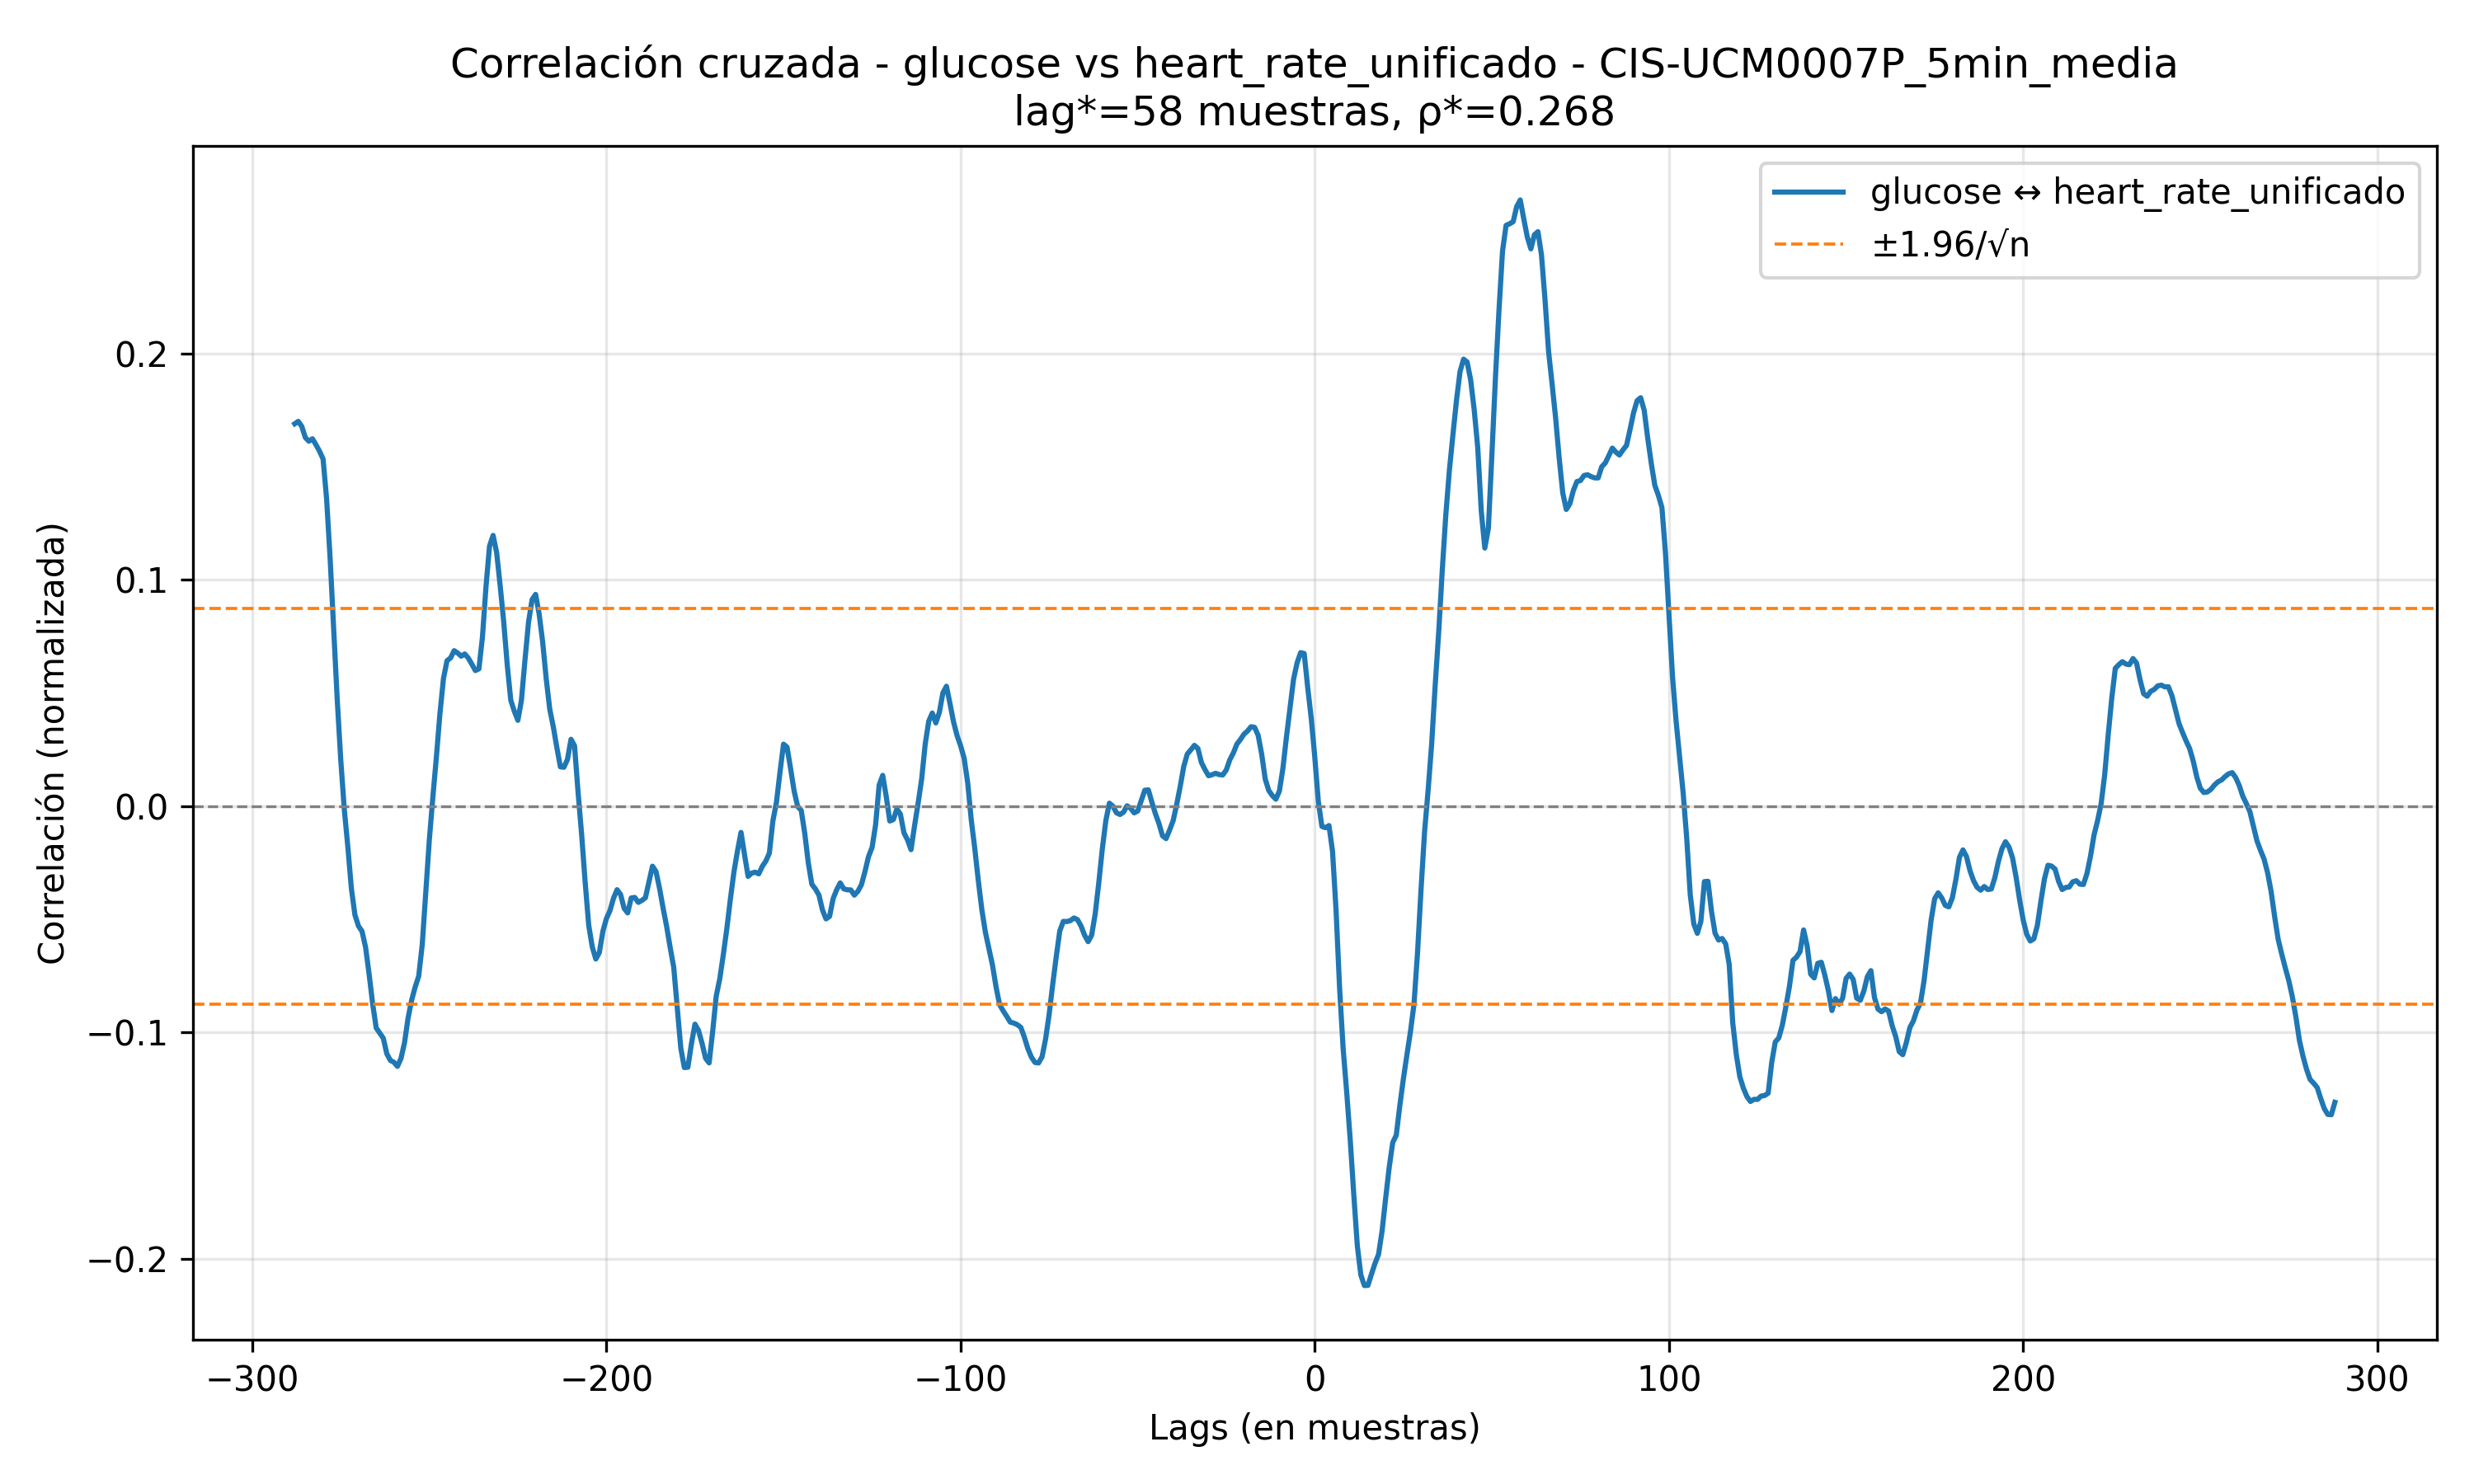 Correlación cruzada - glucose vs heart_rate_unificado - CIS-UCM0007P_5min_media
lag*=58 muestras, ρ*=0.268
glucose ↔ heart_rate_unificado
±1.96/√n
Correlación (normalizada)
0.2
0.1
0.0
−0.1
−0.2
−300
−200
−100
0
100
200
300
Lags (en muestras)